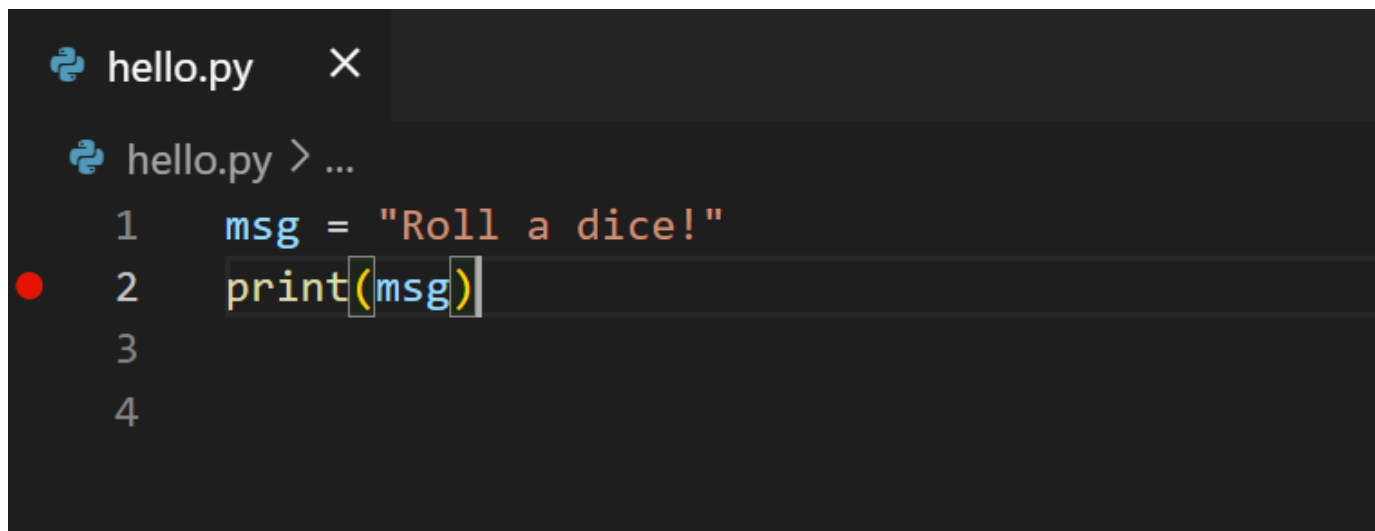 hello.py
hello.py > ...
1 msg = "Roll a dice!"
2 print(msg)
3
4